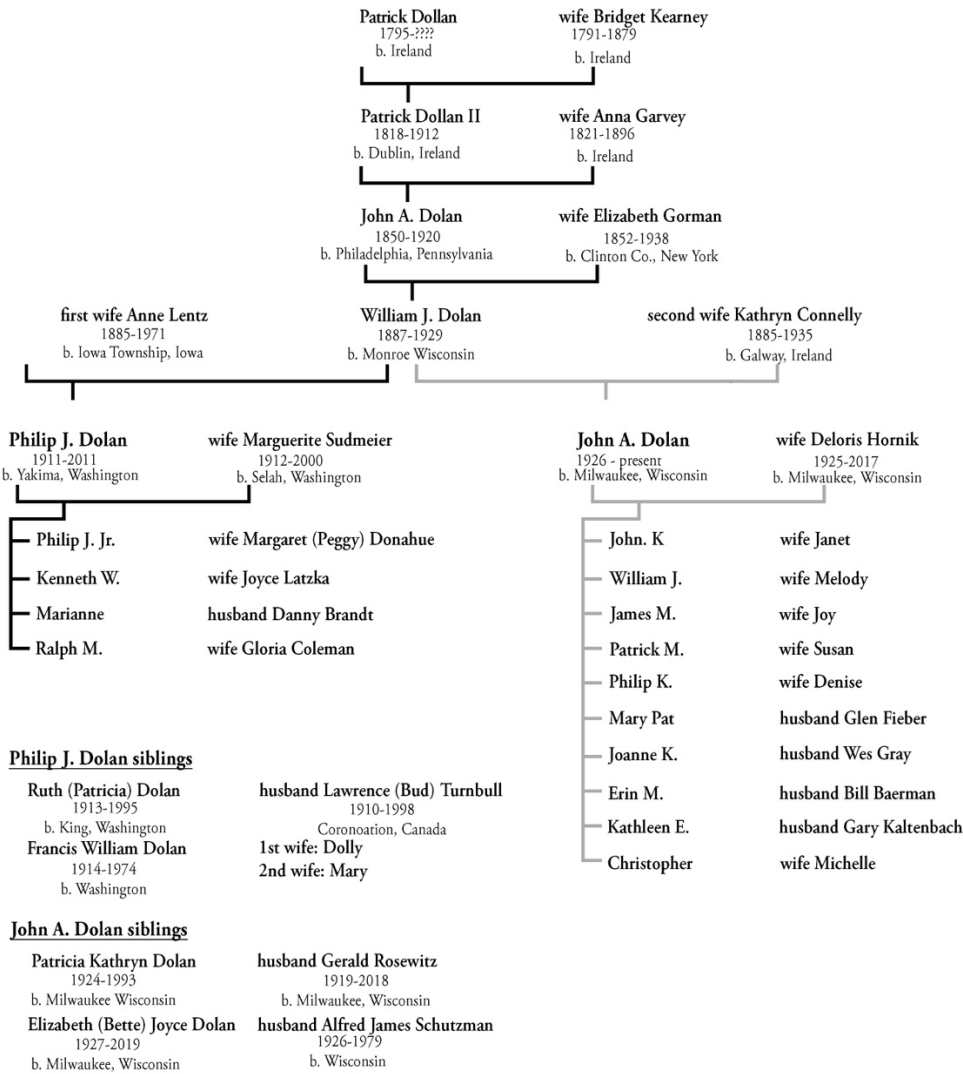 Patrick Dollan wife Bridget Kearney
1795-???? 1791-1879
b. Ireland b. Ireland
Patrick Dollan II wife Anna Garvey
1818-1912 1821-1896
b. Dublin, Ireland b. Ireland
John A. Dolan wife Elizabeth Gorman
1850-1920 1852-1938
b. Philadelphia, Pennsylvania b. Clinton Co., New York
first wife Anne Lentz William J. Dolan second wife Kathryn Connelly
1885-1971 1887-1929 1885-1935
b. Iowa Township, Iowa b. Monroe Wisconsin b. Galway, Ireland
Philip J. Dolan wife Marguerite Sudmeier John A. Dolan wife Deloris Hornik
1911-2011 1912-2000 1926 - present 1925-2017
b. Yakima, Washington b. Selah, Washington b. Milwaukee, Wisconsin b. Milwaukee, Wisconsin
Philip J. Jr. wife Margaret (Peggy) Donahue John. K wife Janet
Kenneth W. wife Joyce Latzka William J. wife Melody
Marianne husband Danny Brandt James M. wife Joy
Ralph M. wife Gloria Coleman Patrick M. wife Susan
Philip K. wife Denise
Mary Pat husband Glen Fieber
Joanne K. husband Wes Gray
Erin M. husband Bill Baerman
Kathleen E. husband Gary Kaltenbach
Christopher wife Michelle
Philip J. Dolan siblings
Ruth (Patricia) Dolan husband Lawrence (Bud) Turnbull
1913-1995 1910-1998
b. King, Washington Coronoation, Canada
Francis William Dolan 1st wife: Dolly
1914-1974 2nd wife: Mary
b. Washington
John A. Dolan siblings
Patricia Kathryn Dolan husband Gerald Rosewitz
1924-1993 1919-2018
b. Milwaukee Wisconsin b. Milwaukee, Wisconsin
Elizabeth (Bette) Joyce Dolan husband Alfred James Schutzman
1927-2019 1926-1979
b. Milwaukee, Wisconsin b. Wisconsin